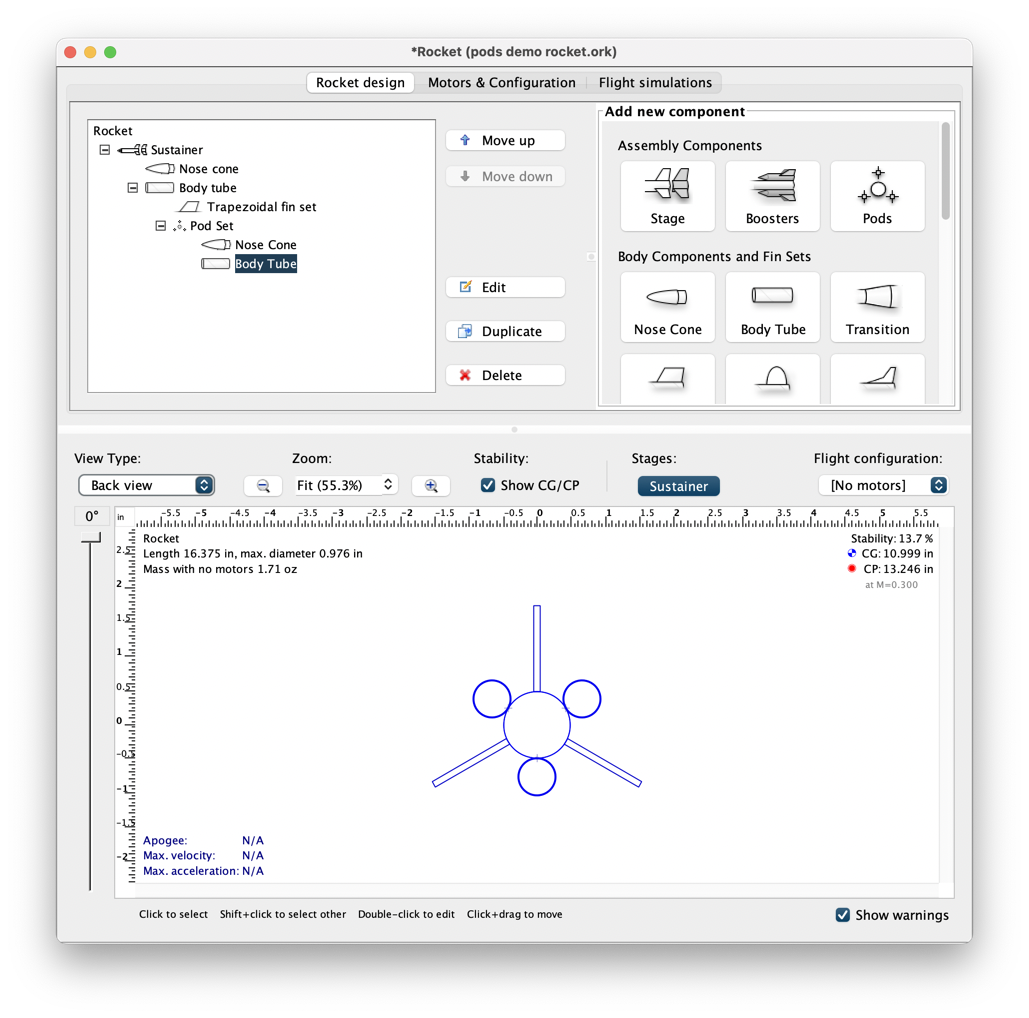 *Rocket (pods demo rocket.ork)
Rocket design Motors & Configuration Flight simulations
Rocket
Sustainer
Nose cone
Body tube
Trapezoidal fin set
Pod Set
Nose Cone
Body Tube
Move up
Move down
Edit
Duplicate
Delete
Add new component
Assembly Components
Stage Boosters Pods
Body Components and Fin Sets
Nose Cone Body Tube Transition
View Type: Zoom: Stability: Stages: Flight configuration:
Back view Fit (55.3%) Show CG/CP Sustainer [No motors]
0° in -5.5 -5 -4.5 -4 -3.5 -3 -2.5 -2 -1.5 -1 -0.5 0 0.5 1 1.5 2 2.5 3 3.5 4 4.5 5 5.5
2.5
2
1.5
1
0.5
0
-0.5
-1
-1.5
-2
Rocket
Length 16.375 in, max. diameter 0.976 in
Mass with no motors 1.71 oz
Stability: 13.7 %
CG: 10.999 in
CP: 13.246 in
at M=0.300
Apogee: N/A
Max. velocity: N/A
Max. acceleration: N/A
Click to select Shift+click to select other Double-click to edit Click+drag to move
Show warnings